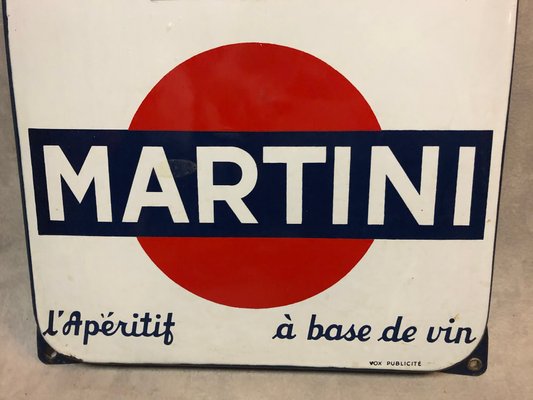 MARTINI
l'Apéritif à base de vin
VOX PUBLICITÉ